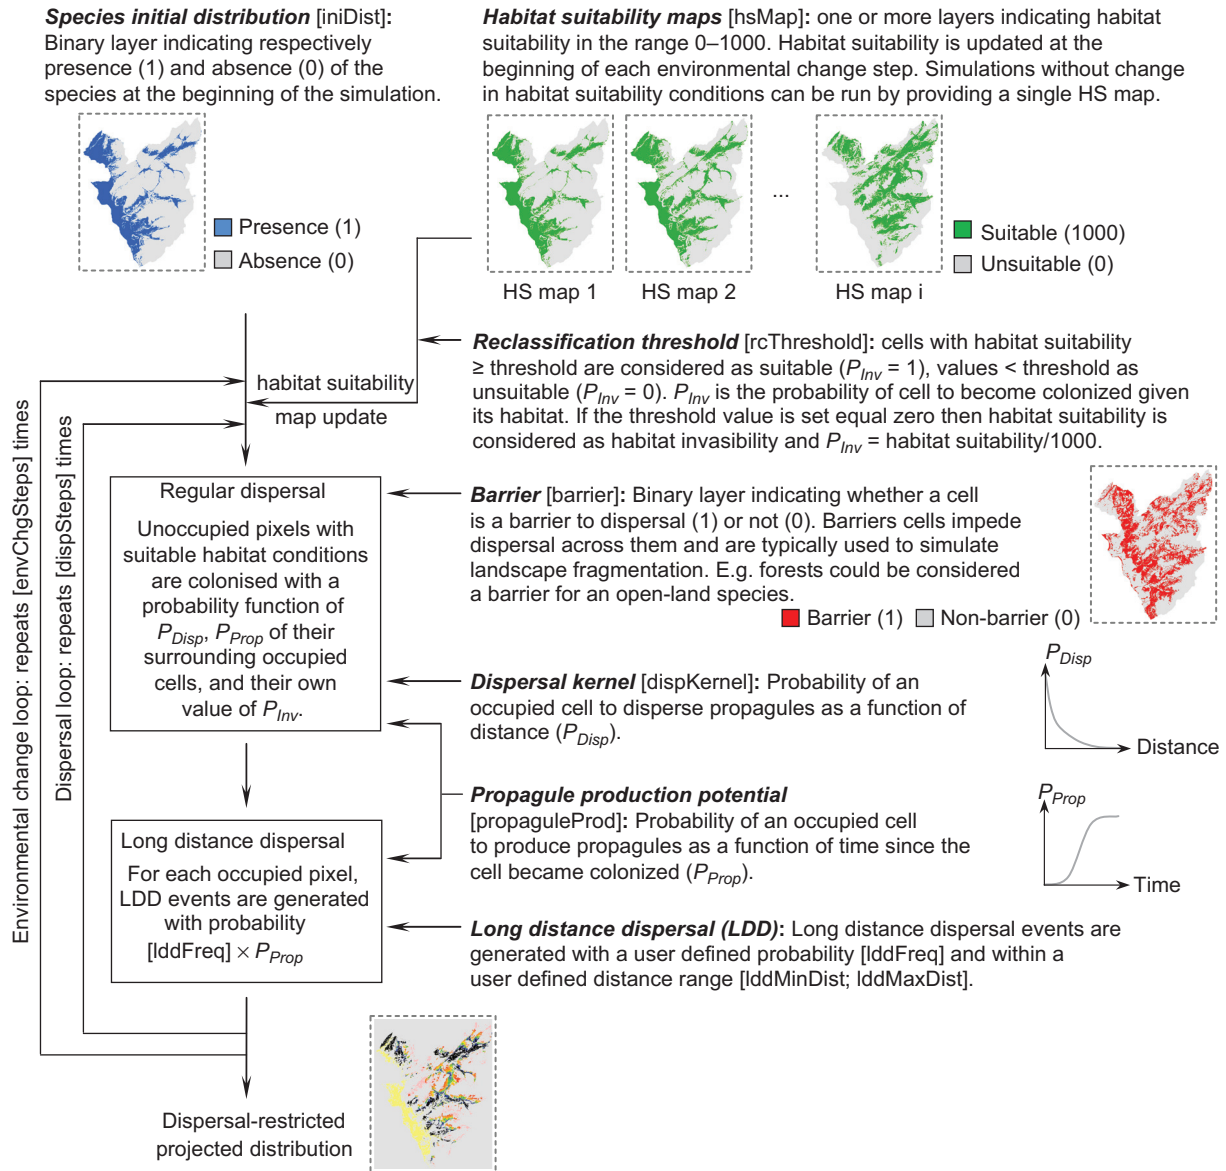 Species initial distribution [iniDist]:
Binary layer indicating respectively
presence (1) and absence (0) of the
species at the beginning of the simulation.
Presence (1)
Absence (0)
Habitat suitability maps [hsMap]: one or more layers indicating habitat
suitability in the range 0–1000. Habitat suitability is updated at the
beginning of each environmental change step. Simulations without change
in habitat suitability conditions can be run by providing a single HS map.
...
Suitable (1000)
Unsuitable (0)
HS map 1
HS map 2
HS map i
Reclassification threshold [rcThreshold]: cells with habitat suitability
≥ threshold are considered as suitable (P_Inv = 1), values < threshold as
unsuitable (P_Inv = 0). P_Inv is the probability of cell to become colonized given
its habitat. If the threshold value is set equal zero then habitat suitability is
considered as habitat invasibility and P_Inv = habitat suitability/1000.
habitat suitability
map update
Environmental change loop: repeats [envChgSteps] times
Dispersal loop: repeats [dispSteps] times
Regular dispersal
Unoccupied pixels with
suitable habitat conditions
are colonised with a
probability function of
P_Disp, P_Prop of their
surrounding occupied
cells, and their own
value of P_Inv.
Barrier [barrier]: Binary layer indicating whether a cell
is a barrier to dispersal (1) or not (0). Barriers cells impede
dispersal across them and are typically used to simulate
landscape fragmentation. E.g. forests could be considered
a barrier for an open-land species.
Barrier (1)
Non-barrier (0)
Dispersal kernel [dispKernel]: Probability of an
occupied cell to disperse propagules as a function of
distance (P_Disp).
P_Disp
Distance
Propagule production potential
[propaguleProd]: Probability of an occupied cell
to produce propagules as a function of time since the
cell became colonized (P_Prop).
P_Prop
Time
Long distance dispersal
For each occupied pixel,
LDD events are generated
with probability
[lddFreq] × P_Prop
Long distance dispersal (LDD): Long distance dispersal events are
generated with a user defined probability [lddFreq] and within a
user defined distance range [lddMinDist; lddMaxDist].
Dispersal-restricted
projected distribution